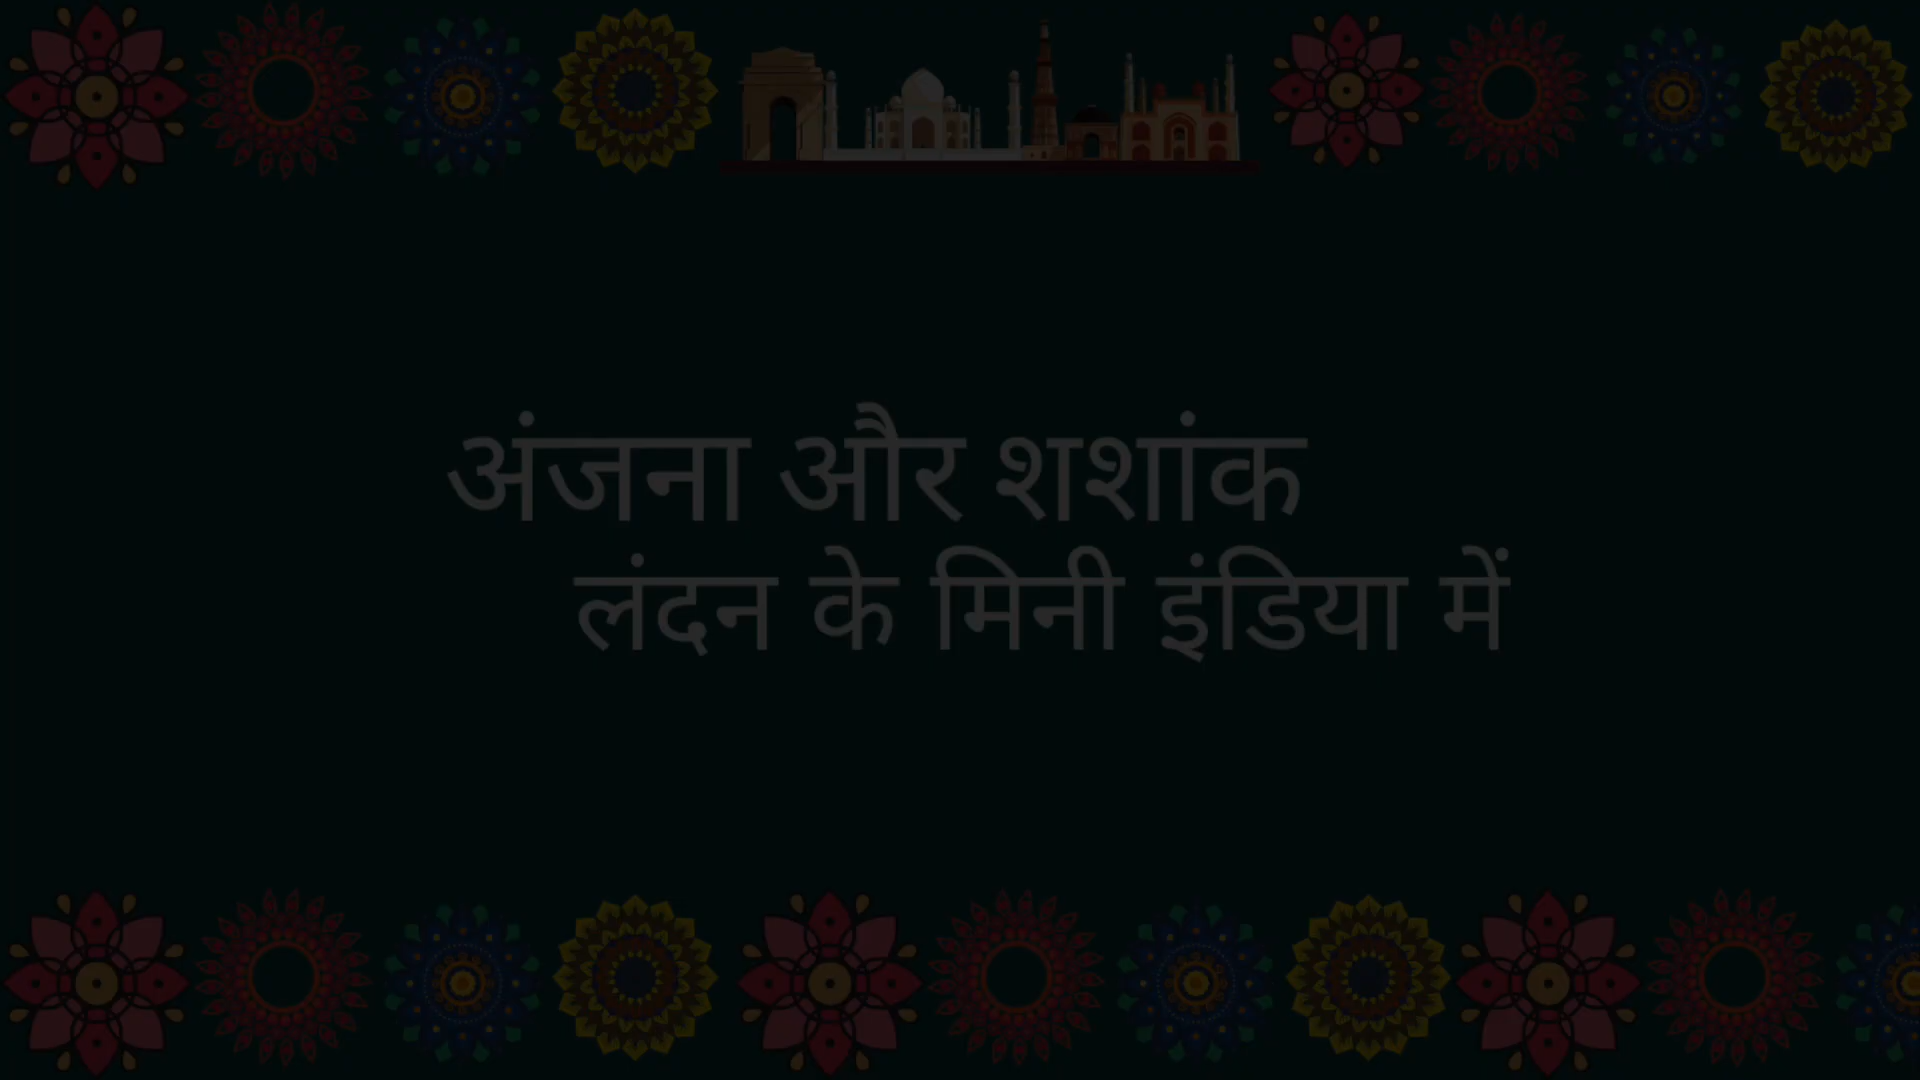 अंजना और शशांक
लंदन के मिनी इंडिया में